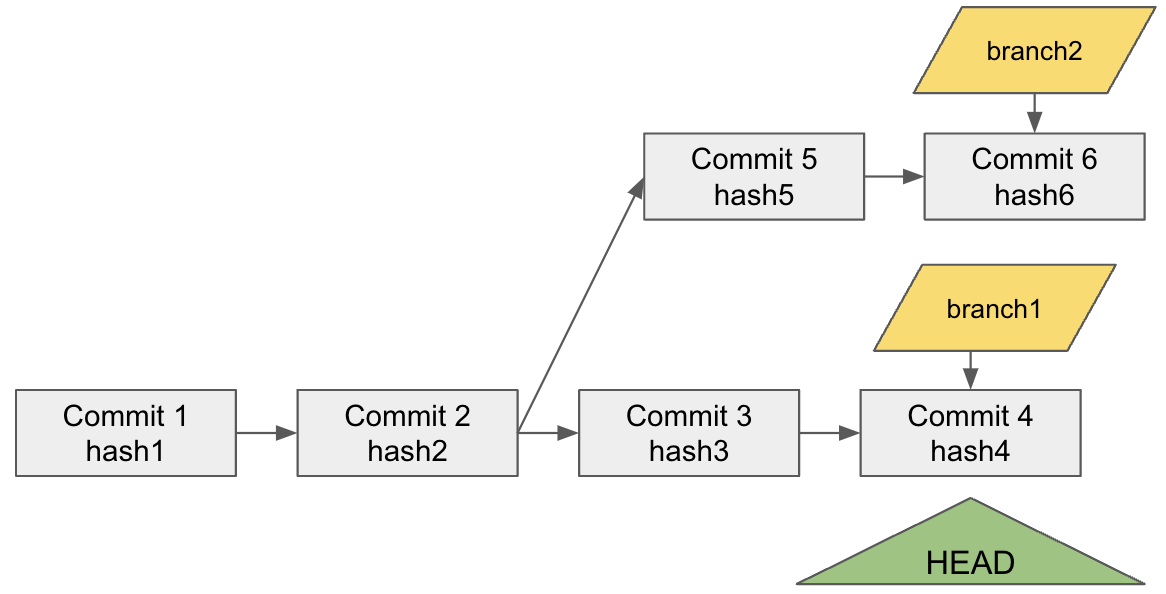 branch2
Commit 5
hash5
Commit 6
hash6
branch1
Commit 1
hash1
Commit 2
hash2
Commit 3
hash3
Commit 4
hash4
HEAD